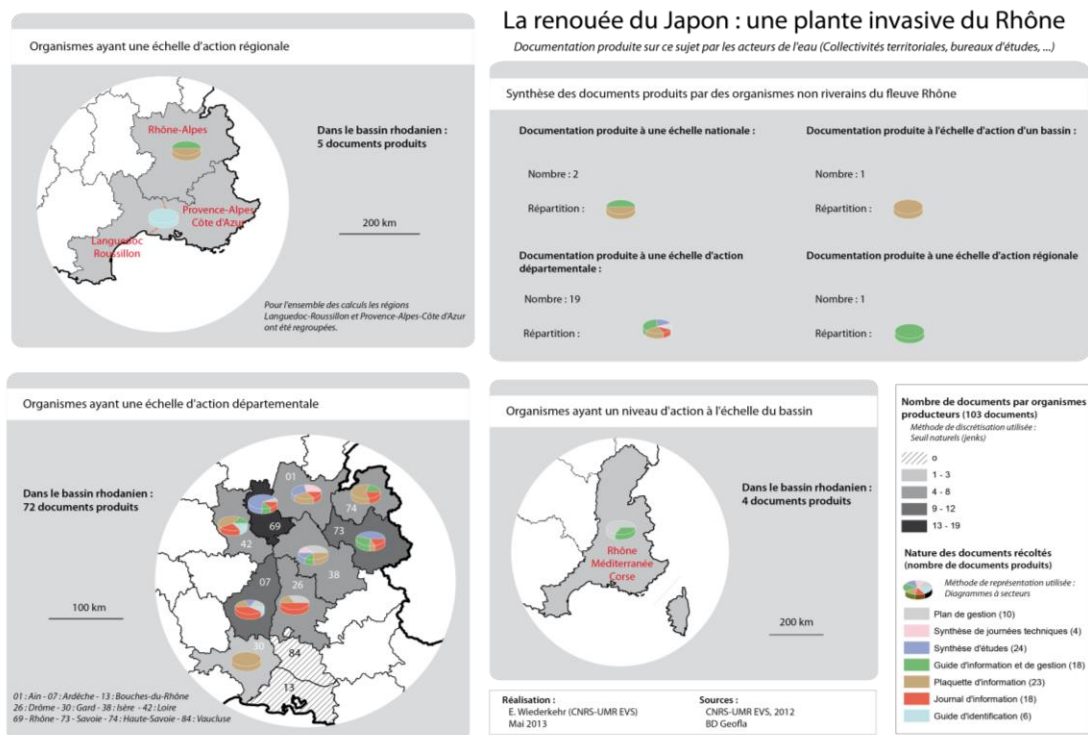 La renouée du Japon : une plante invasive du Rhône
Documentation produite sur ce sujet par les acteurs de l'eau (Collectivités territoriales, bureaux d'études, ...)
Organismes ayant une échelle d'action régionale
Rhône-Alpes
Provence-Alpes
Côte d'Azur
Languedoc
Roussillon
Dans le bassin rhodanien :
5 documents produits
200 km
Pour l'ensemble des calculs les régions
Languedoc-Roussillon et Provence-Alpes-Côte d'Azur
ont été regroupées.
Synthèse des documents produits par des organismes non riverains du fleuve Rhône
Documentation produite à une échelle nationale :
Nombre : 2
Répartition :
Documentation produite à l'échelle d'action d'un bassin :
Nombre : 1
Répartition :
Documentation produite à une échelle d'action
départementale :
Nombre : 19
Répartition :
Documentation produite à une échelle d'action régionale
Nombre : 1
Répartition :
Organismes ayant une échelle d'action départementale
Dans le bassin rhodanien :
72 documents produits
100 km
01
74
69
42
73
38
07
26
30
84
13
01 : Ain - 07 : Ardèche - 13 : Bouches-du-Rhône
26 : Drôme - 30 : Gard - 38 : Isère - 42 : Loire
69 - Rhône - 73 - Savoie - 74 : Haute-Savoie - 84 : Vaucluse
Organismes ayant un niveau d'action à l'échelle du bassin
Rhône
Méditerranée
Corse
Dans le bassin rhodanien :
4 documents produits
200 km
Réalisation :
E. Wiederkehr (CNRS-UMR EVS)
Mai 2013
Sources :
CNRS-UMR EVS, 2012
BD Geofla
Nombre de documents par organismes
producteurs (103 documents)
Méthode de discrétisation utilisée :
Seuil naturels (jenks)
0
1 - 3
4 - 8
9 - 12
13 - 19
Nature des documents récoltés
(nombre de documents produits)
Méthode de représentation utilisée :
Diagrammes à secteurs
Plan de gestion (10)
Synthèse de journées techniques (4)
Synthèse d'études (24)
Guide d'information et de gestion (18)
Plaquette d'information (23)
Journal d'information (18)
Guide d'identification (6)